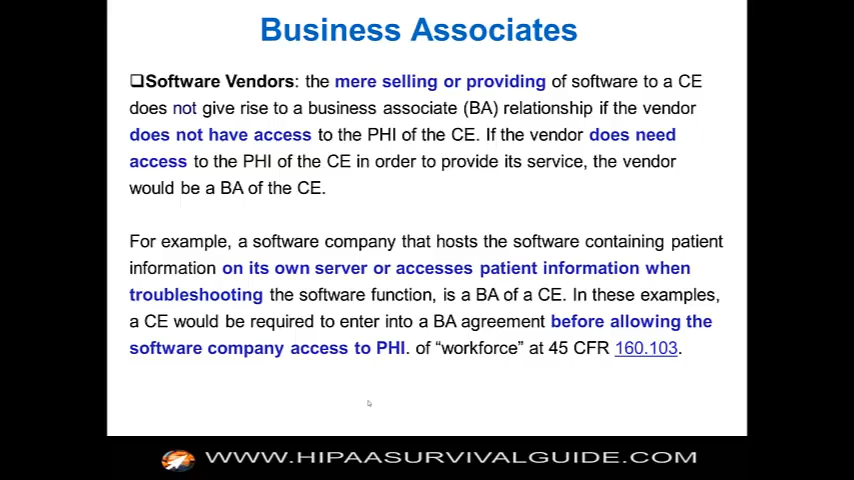 Business Associates
❑Software Vendors: the mere selling or providing of software to a CE
does not give rise to a business associate (BA) relationship if the vendor
does not have access to the PHI of the CE. If the vendor does need
access to the PHI of the CE in order to provide its service, the vendor
would be a BA of the CE.
For example, a software company that hosts the software containing patient
information on its own server or accesses patient information when
troubleshooting the software function, is a BA of a CE. In these examples,
a CE would be required to enter into a BA agreement before allowing the
software company access to PHI. of “workforce” at 45 CFR 160.103.
WWW.HIPAASURVIVALGUIDE.COM